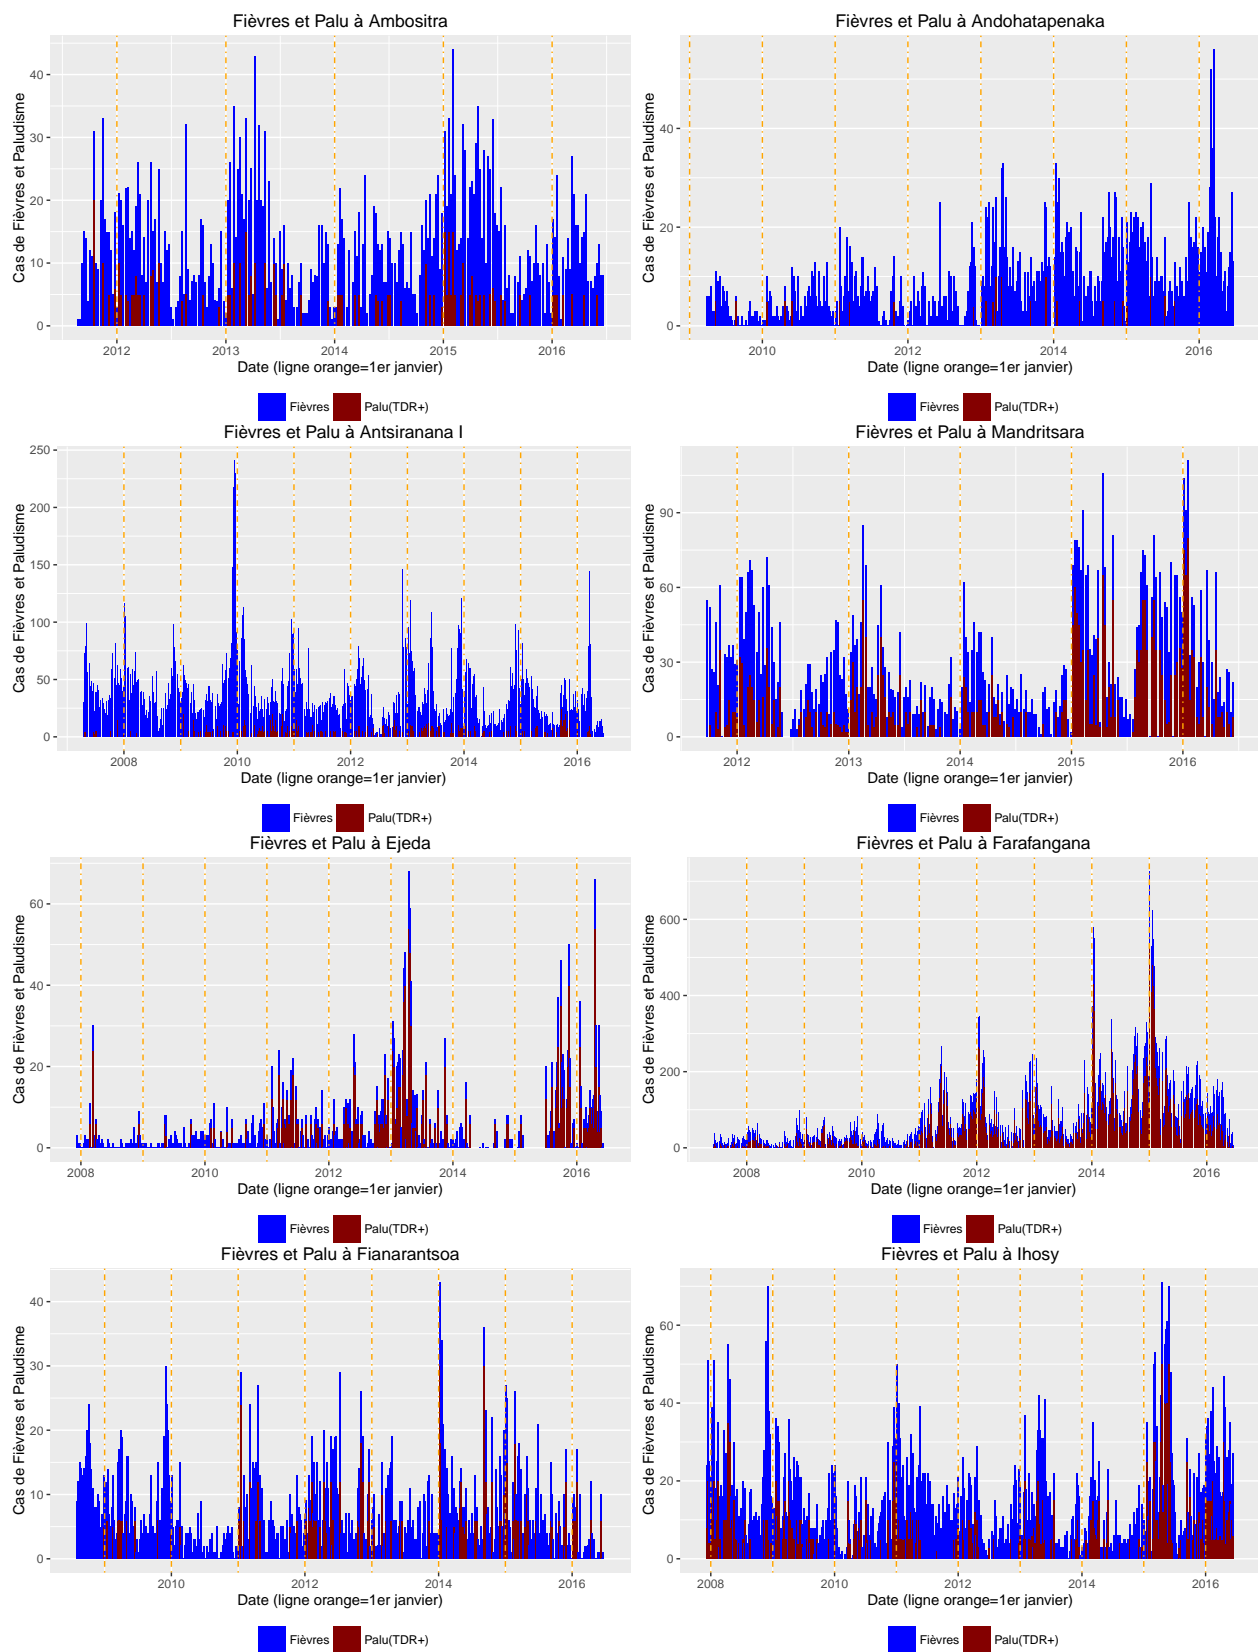 Fièvres et Palu à Ambositra
Cas de Fièvres et Paludisme
40
30
20
10
0
2012 2013 2014 2015 2016
Date (ligne orange=1er janvier)
Fièvres Palu(TDR+)
Fièvres et Palu à Andohatapenaka
Cas de Fièvres et Paludisme
40
20
0
2010 2012 2014 2016
Date (ligne orange=1er janvier)
Fièvres Palu(TDR+)
Fièvres et Palu à Antsiranana I
Cas de Fièvres et Paludisme
250
200
150
100
50
0
2008 2010 2012 2014 2016
Date (ligne orange=1er janvier)
Fièvres Palu(TDR+)
Fièvres et Palu à Mandritsara
Cas de Fièvres et Paludisme
90
60
30
0
2012 2013 2014 2015 2016
Date (ligne orange=1er janvier)
Fièvres Palu(TDR+)
Fièvres et Palu à Ejeda
Cas de Fièvres et Paludisme
60
40
20
0
2008 2010 2012 2014 2016
Date (ligne orange=1er janvier)
Fièvres Palu(TDR+)
Fièvres et Palu à Farafangana
Cas de Fièvres et Paludisme
600
400
200
0
2008 2010 2012 2014 2016
Date (ligne orange=1er janvier)
Fièvres Palu(TDR+)
Fièvres et Palu à Fianarantsoa
Cas de Fièvres et Paludisme
40
30
20
10
0
2010 2012 2014 2016
Date (ligne orange=1er janvier)
Fièvres Palu(TDR+)
Fièvres et Palu à Ihosy
Cas de Fièvres et Paludisme
60
40
20
0
2008 2010 2012 2014 2016
Date (ligne orange=1er janvier)
Fièvres Palu(TDR+)